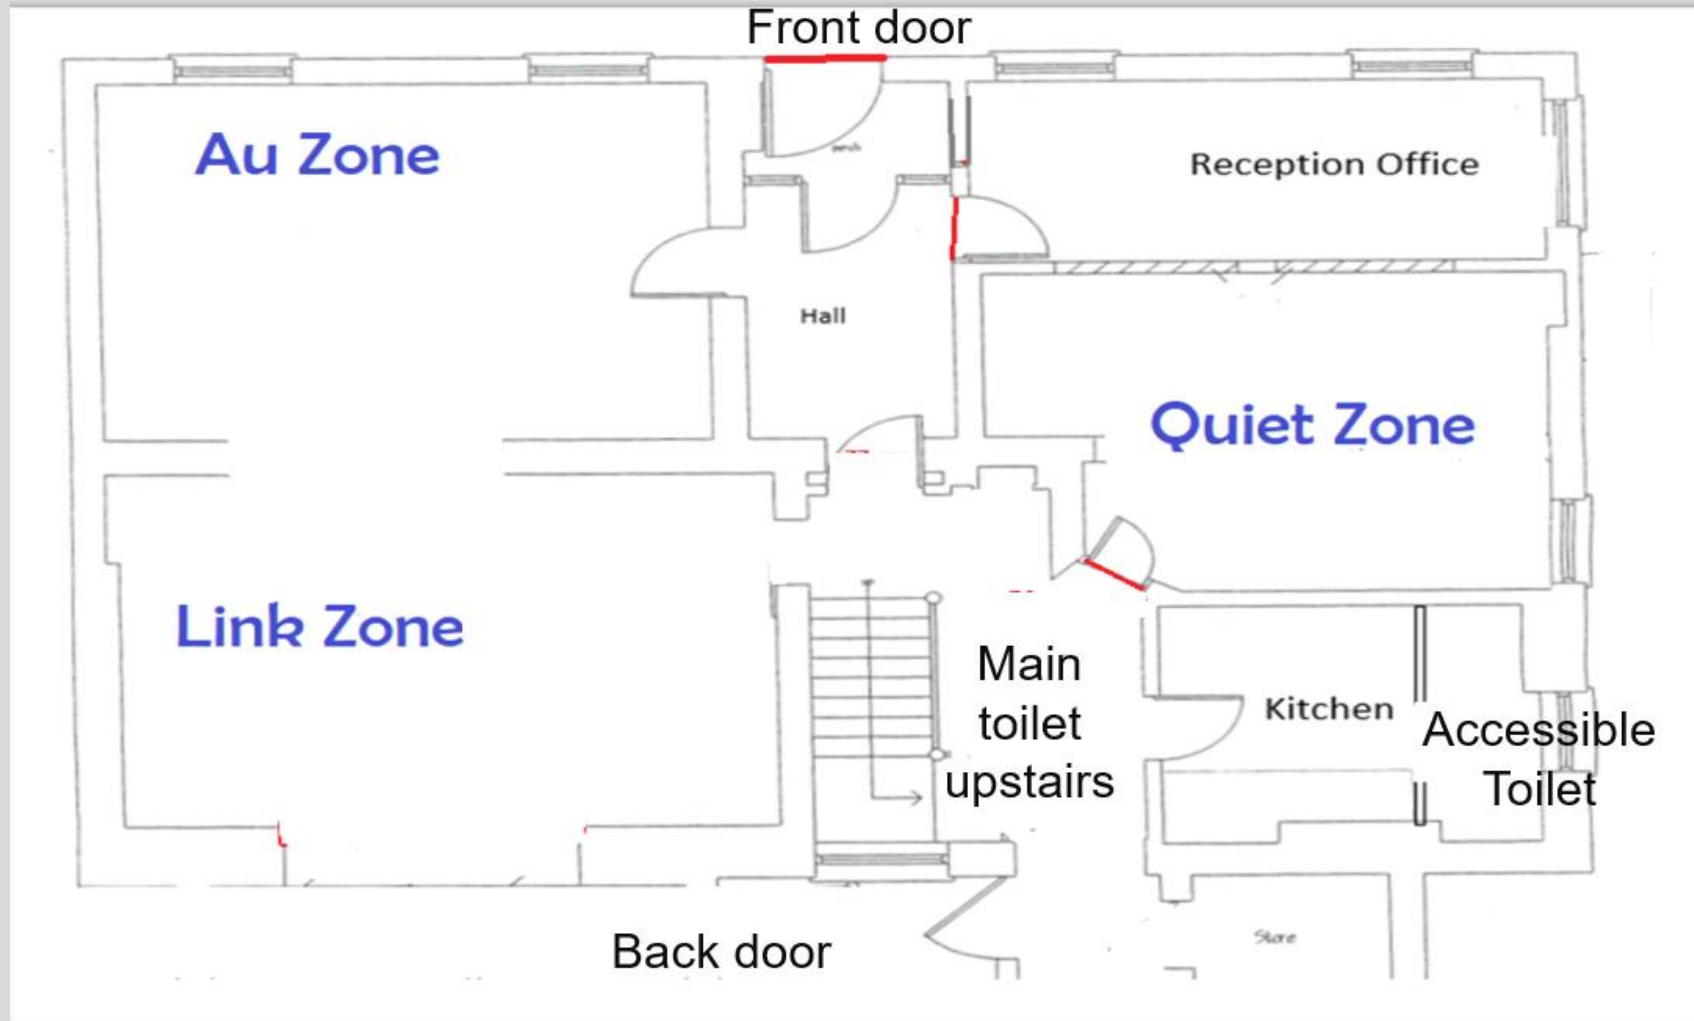 Front door
Au Zone
Reception Office
Hall
Quiet Zone
Link Zone
Main
toilet
upstairs
Kitchen
Accessible
Toilet
Back door
Store